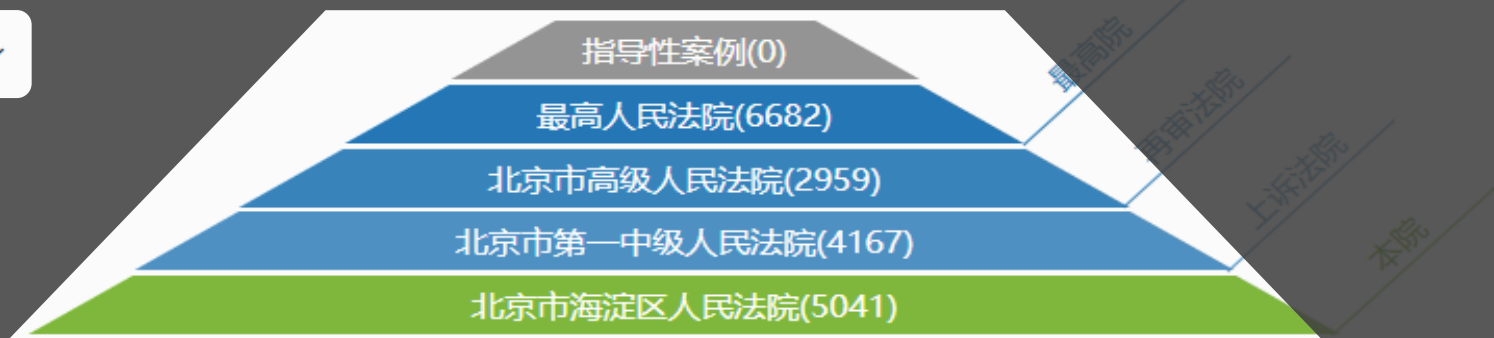 指导性案例(0)
最高人民法院(6682)
北京市高级人民法院(2959)
北京市第一中级人民法院(4167)
北京市海淀区人民法院(5041)
最高院
再审法院
上诉法院
本院